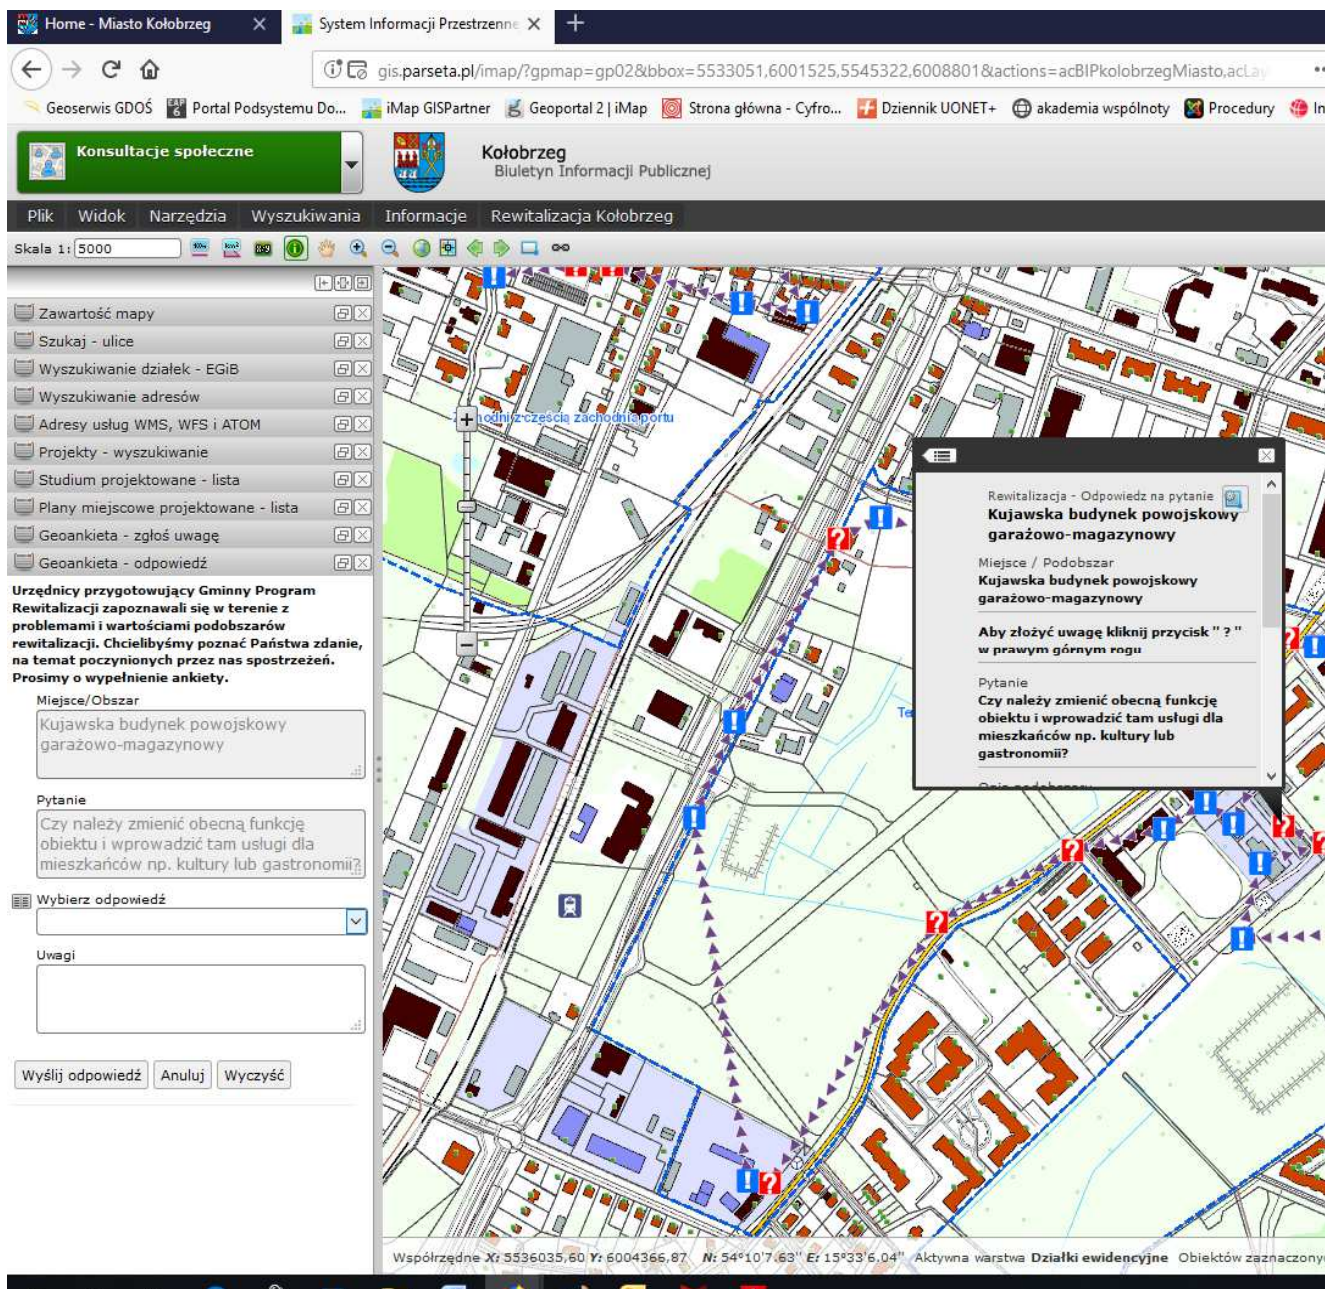 Home - Miasto Kołobrzeg
System Informacji Przestrzenne
gis.parseta.pl/imap/?gpmap=gp02&bbox=5533051,6001525,5545322,6008801&actions=acBIPkolobrzegMiasto,acLay
Geoserwis GDOŚ
Portal Podsystemu Do...
iMap GISPartner
Geoportal 2 | iMap
Strona główna - Cyfro...
Dziennik UONET+
akademia wspólnoty
Procedury
In
Konsultacje społeczne
Kołobrzeg
Biuletyn Informacji Publicznej
Plik Widok Narzędzia Wyszukiwania Informacje Rewitalizacja Kołobrzeg
Skala 1: 5000
Zawartość mapy
Szukaj - ulice
Wyszukiwanie działek - EGiB
Wyszukiwanie adresów
Adresy usług WMS, WFS i ATOM
Projekty - wyszukiwanie
Studium projektowane - lista
Plany miejscowe projektowane - lista
Geoankieta - zgłoś uwagę
Geoankieta - odpowiedź
Urzędnicy przygotowujący Gminny Program
Rewitalizacji zapoznawali się w terenie z
problemami i wartościami podobszarów
rewitalizacji. Chcielibyśmy poznać Państwa zdanie,
na temat poczynionych przez nas spostrzeżeń.
Prosimy o wypełnienie ankiety.
Miejsce/Obszar
Kujawska budynek powojskowy
garażowo-magazynowy
Pytanie
Czy należy zmienić obecną funkcję
obiektu i wprowadzić tam usługi dla
mieszkańców np. kultury lub gastronomii?
Wybierz odpowiedź
Uwagi
Wyślij odpowiedź Anuluj Wyczyść
z częścią zachodnia portu
Te
Rewitalizacja - Odpowiedz na pytanie
Kujawska budynek powojskowy
garażowo-magazynowy
Miejsce / Podobszar
Kujawska budynek powojskowy
garażowo-magazynowy
Aby złożyć uwagę kliknij przycisk " ? "
w prawym górnym rogu
Pytanie
Czy należy zmienić obecną funkcję
obiektu i wprowadzić tam usługi dla
mieszkańców np. kultury lub
gastronomii?
Współrzędne X: 5536035,60 Y: 6004366,87 N: 54°10'7.63" E: 15°33'6.04" Aktywna warstwa Działki ewidencyjne Obiektów zaznaczony